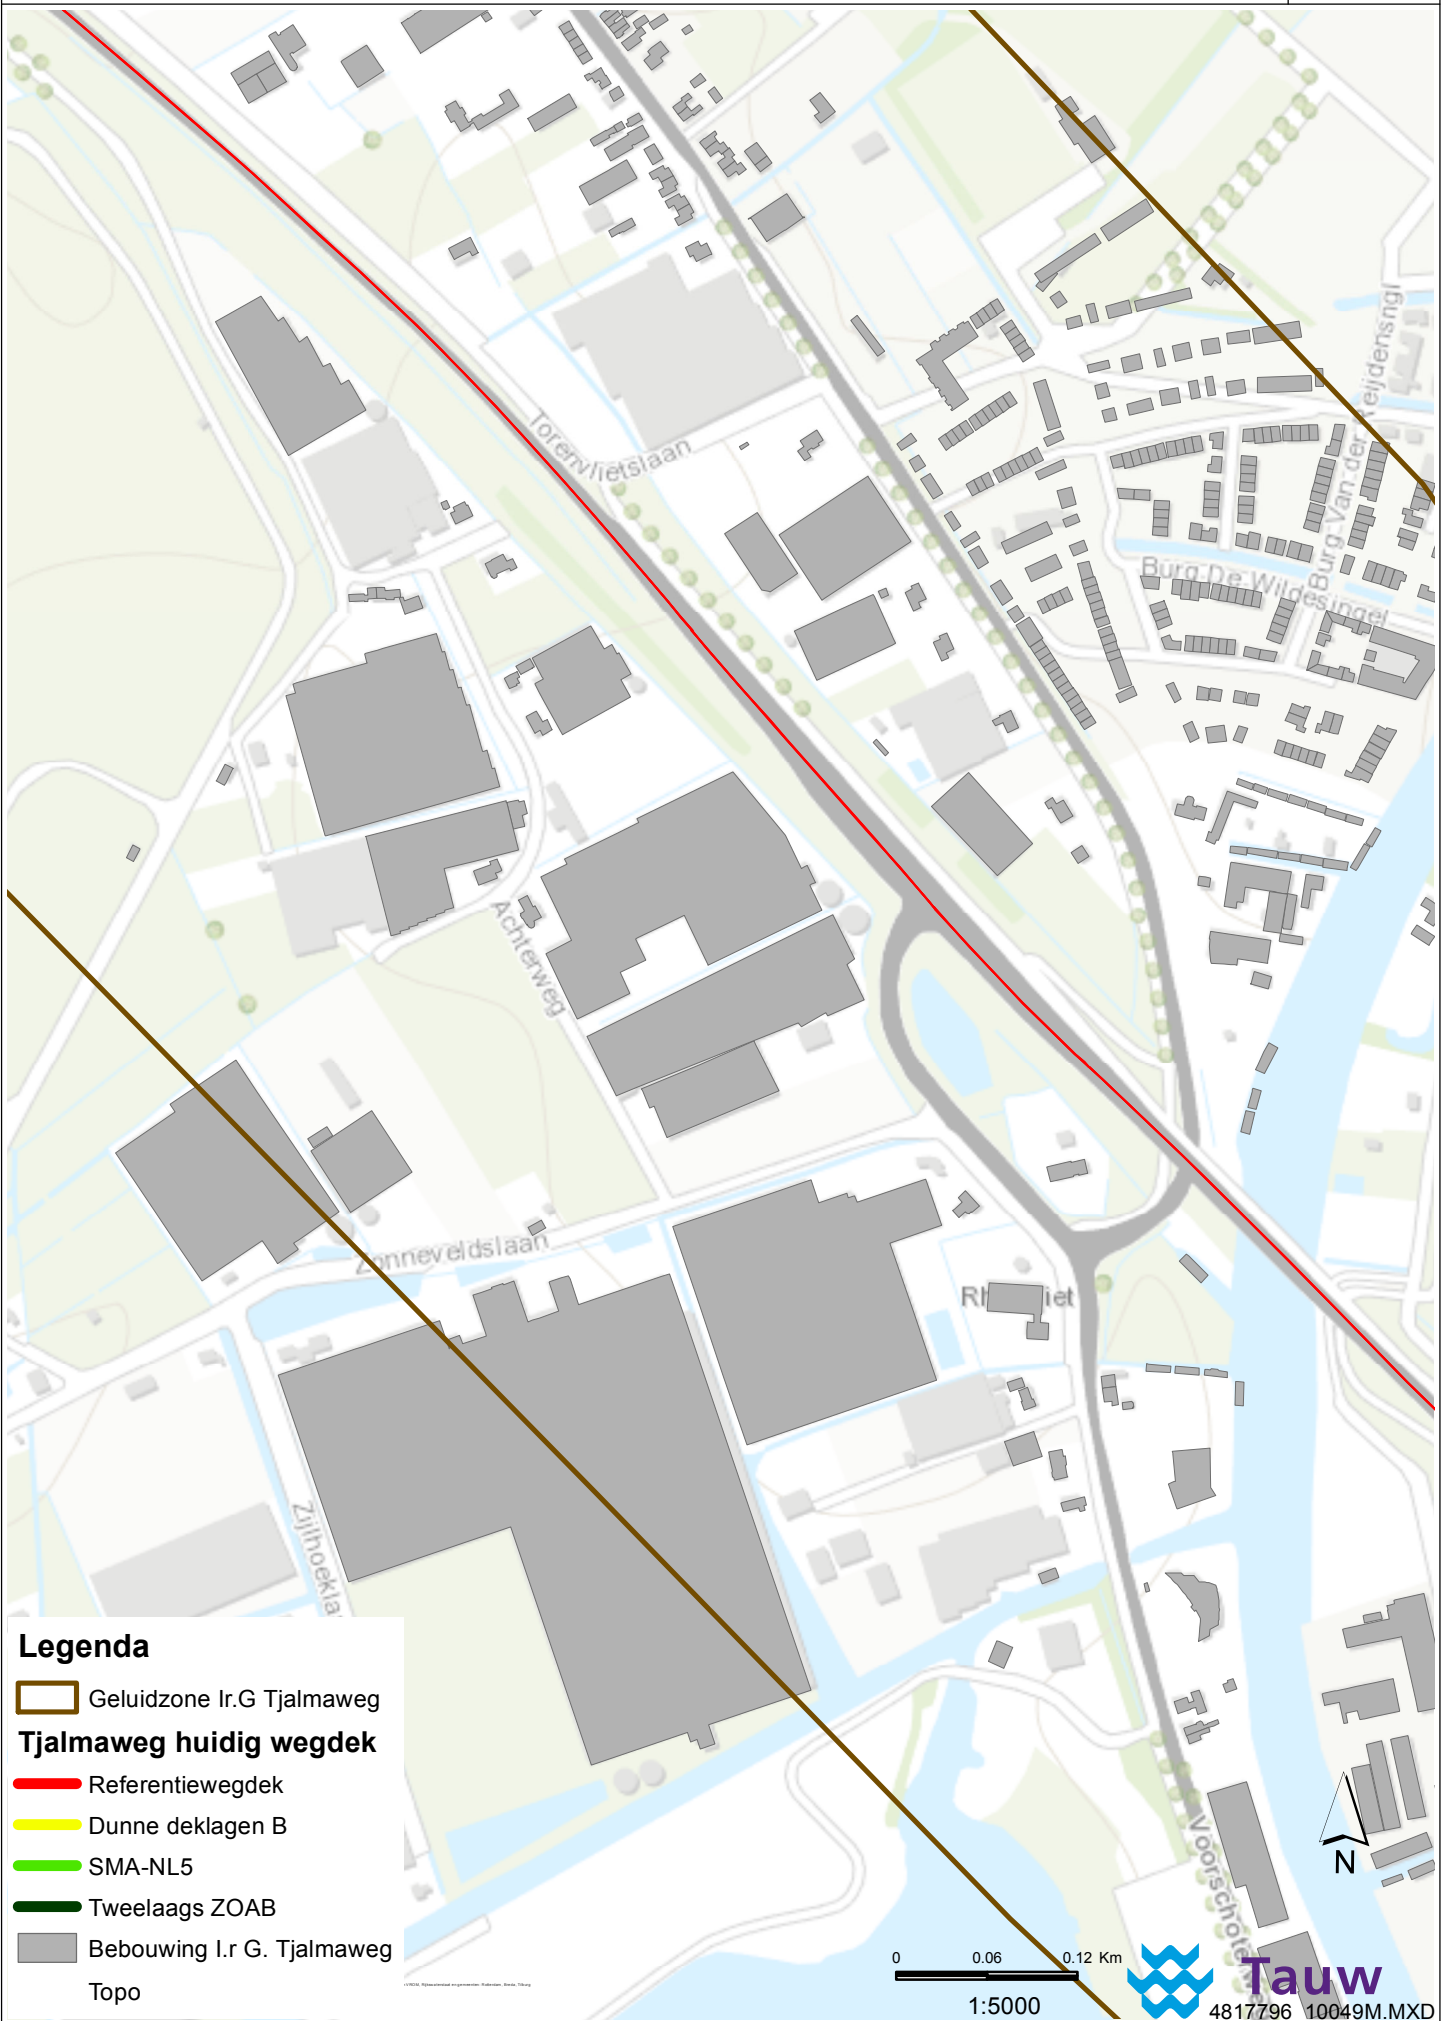 Torenvlietslaan
Burg Van der Reijdensngl
Burg De Wildesingel
Achterweg
Zonneveldslaan
Zijlhoekla
Voorschote
Legenda
Geluidzone Ir.G Tjalmaweg
Tjalmaweg huidig wegdek
Referentiewegdek
Dunne deklagen B
SMA-NL5
Tweelaags ZOAB
Bebouwing I.r G. Tjalmaweg
Topo
N
0 0.06 0.12 Km
1:5000
Tauw
4817796_10049M.MXD